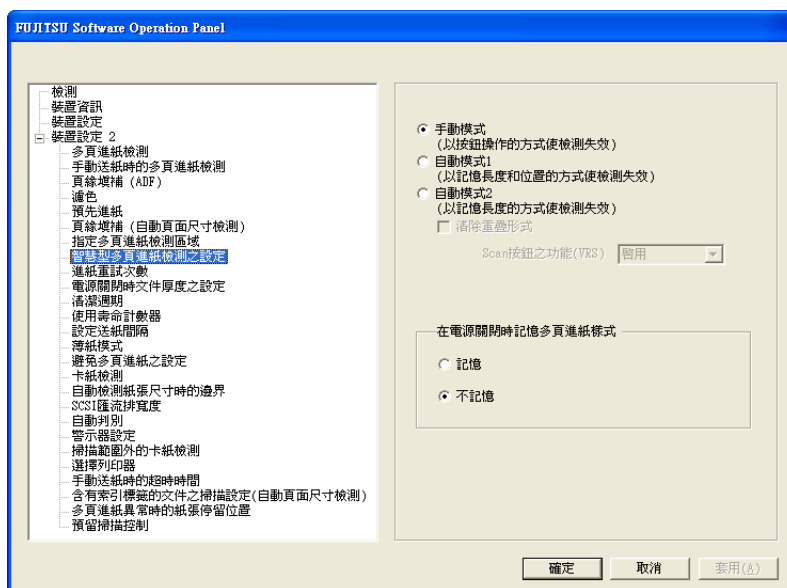 FUJITSU Software Operation Panel
檢測
裝置資訊
裝置設定
裝置設定 2
多頁進紙檢測
手動送紙時的多頁進紙檢測
頁緣填補 (ADF)
濾色
預先進紙
頁緣填補 (自動頁面尺寸檢測)
指定多頁進紙檢測區域
智慧型多頁進紙檢測之設定
進紙重試次數
電源關閉時文件厚度之設定
清潔週期
使用壽命計數器
設定送紙間隔
薄紙模式
避免多頁進紙之設定
卡紙檢測
自動檢測紙張尺寸時的邊界
SCSI匯流排寬度
自動判別
警示器設定
掃描範圍外的卡紙檢測
選擇列印器
手動送紙時的超時時間
含有索引標籤的文件之掃描設定(自動頁面尺寸檢測)
多頁進紙異常時的紙張停留位置
預留掃描控制
手動模式
(以按鈕操作的方式使檢測失效)
自動模式1
(以記憶長度和位置的方式使檢測失效)
自動模式2
(以記憶長度的方式使檢測失效)
清除重疊形式
Scan按鈕之功能(VRS) 啓用
在電源關閉時記憶多頁進紙樣式
記憶
不記憶
確定 取消 套用(A)